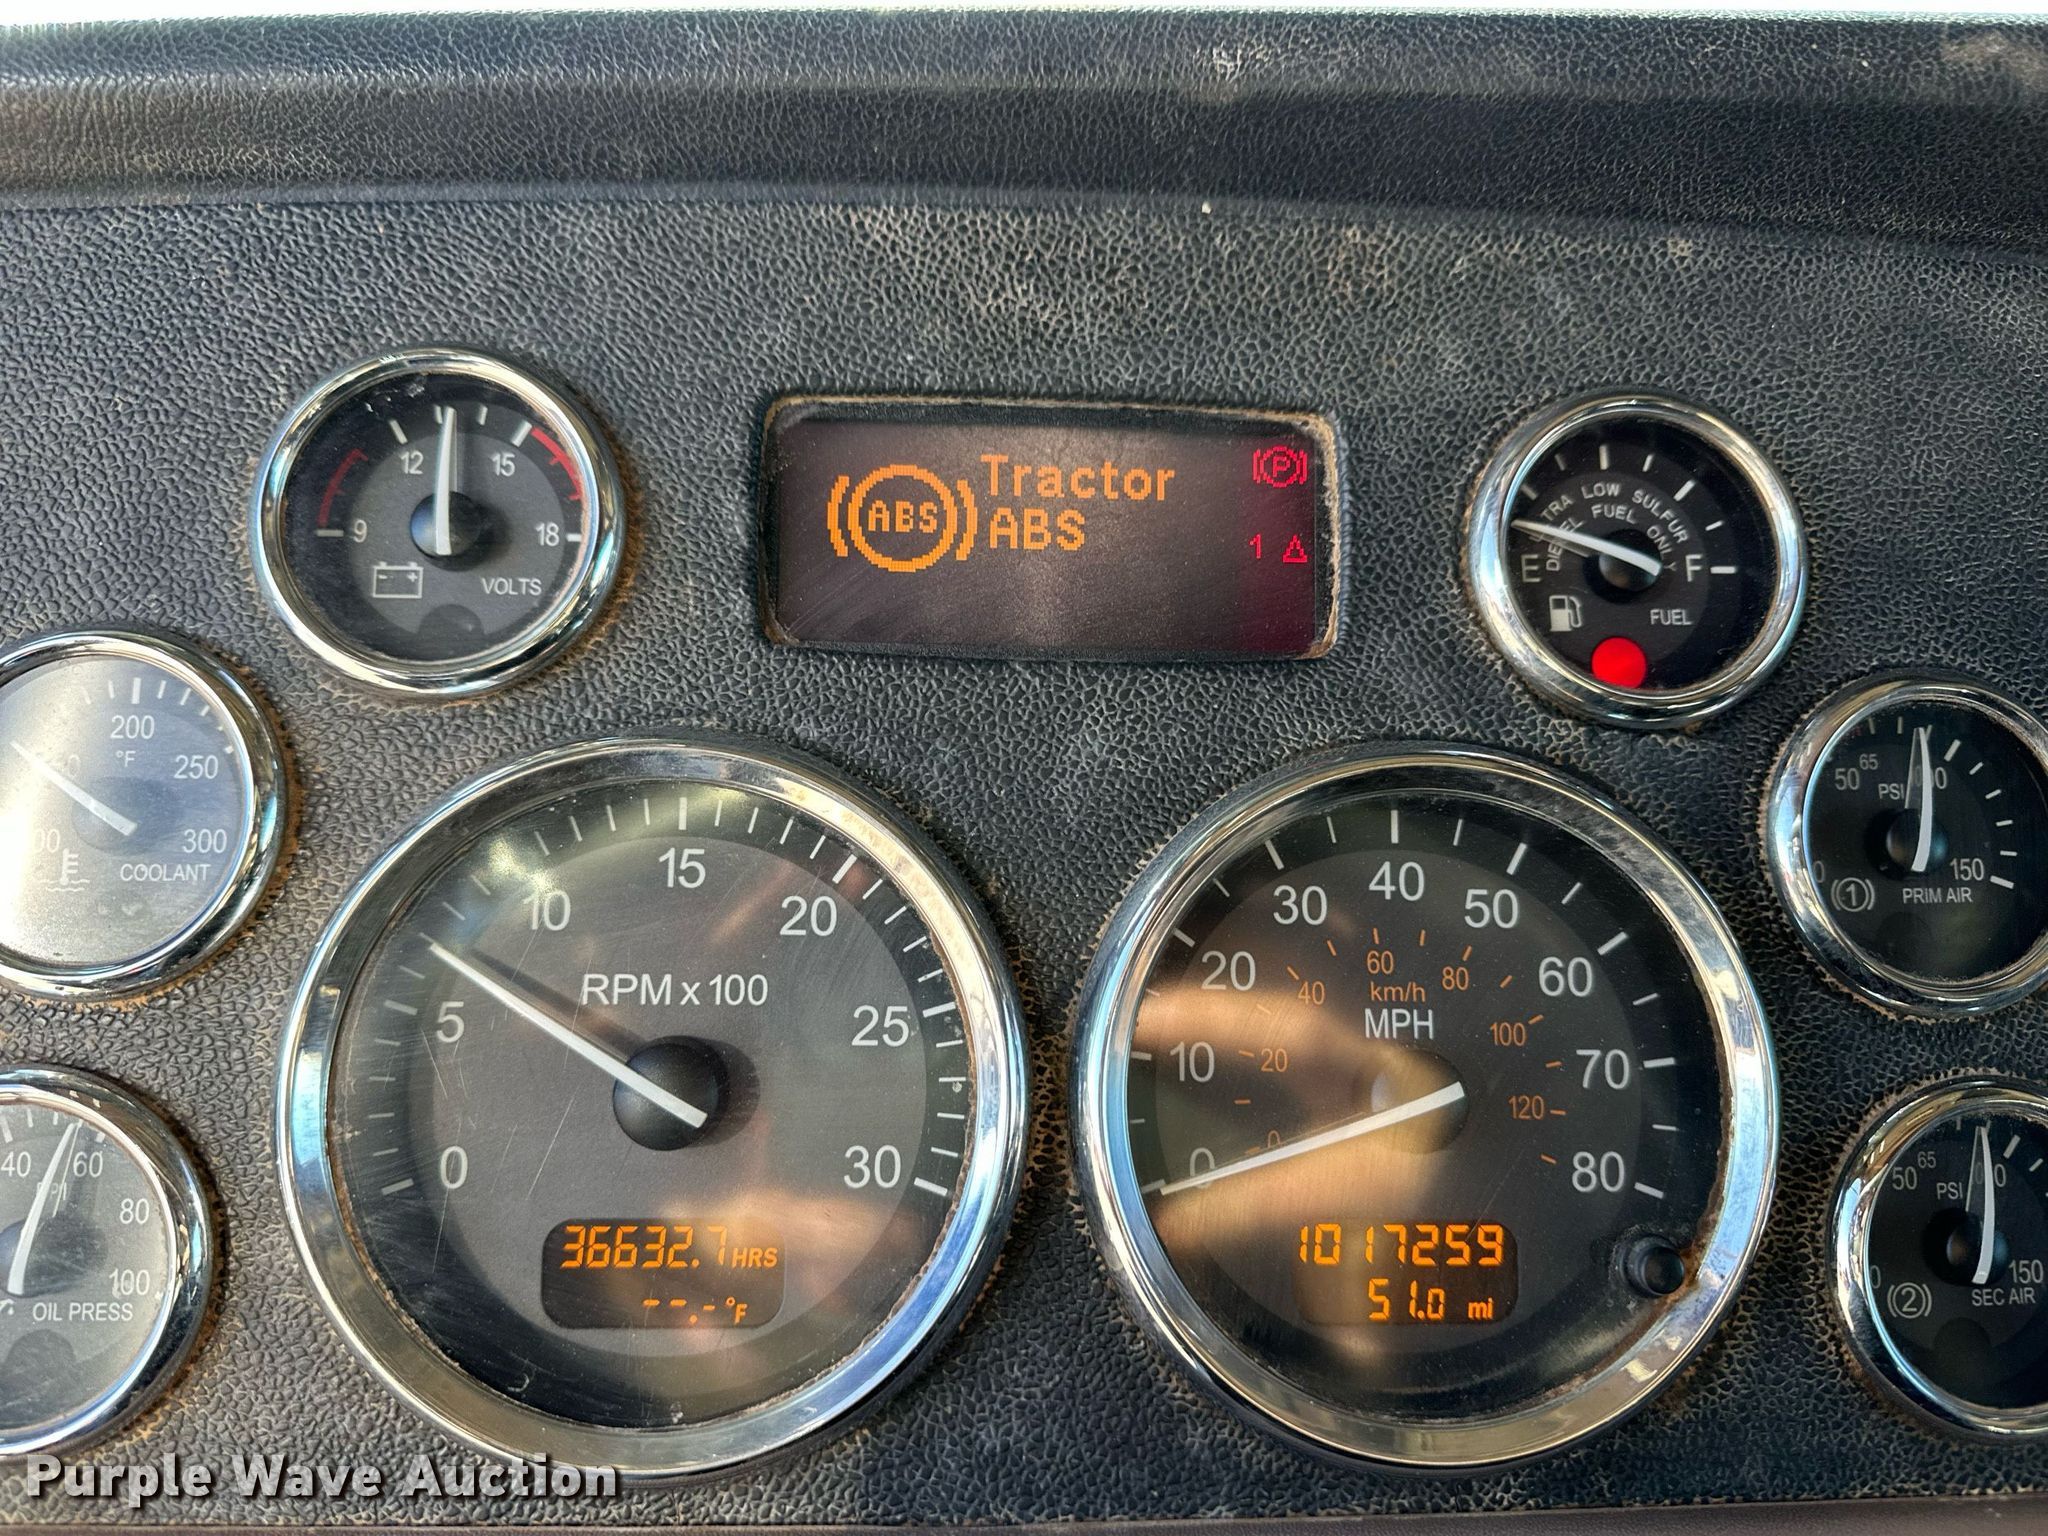 12 15
9 18
VOLTS
ABS
Tractor
ABS
P
1
ULTRA LOW SULFUR
DIESEL FUEL ONLY
E F
FUEL
200
°F
250
300
COOLANT
50 65
PSI
150
1
PRIM AIR
0 5 10 15 20 25 30
RPM x 100
36632.7 HRS
--.- °F
0 10 20 30 40 50 60 70 80
0 20 40 60 80 100 120
km/h
MPH
1017259
51.0 mi
40 60
80
100
OIL PRESS
50 65
PSI
150
2
SEC AIR
Purple Wave Auction